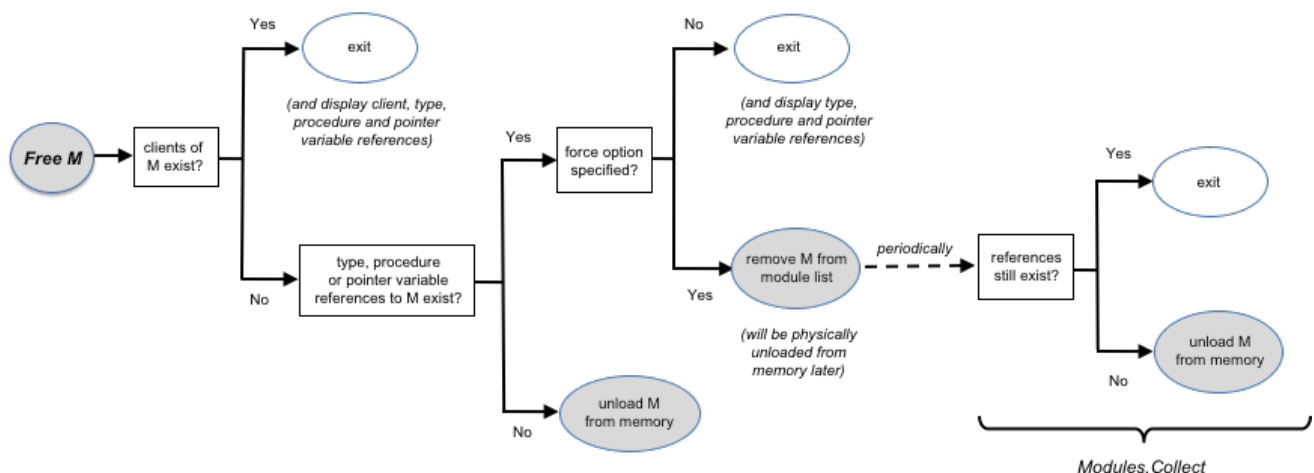 Yes
exit
(and display client, type,
procedure and pointer
variable references)
Free M
clients of
M exist?
No
type, procedure
or pointer variable
references to M exist?
Yes
No
unload M
from memory
force option
specified?
No
exit
(and display type,
procedure and pointer
variable references)
Yes
remove M from
module list
(will be physically
unloaded from
memory later)
periodically
references
still exist?
Yes
exit
No
unload M
from memory
Modules.Collect